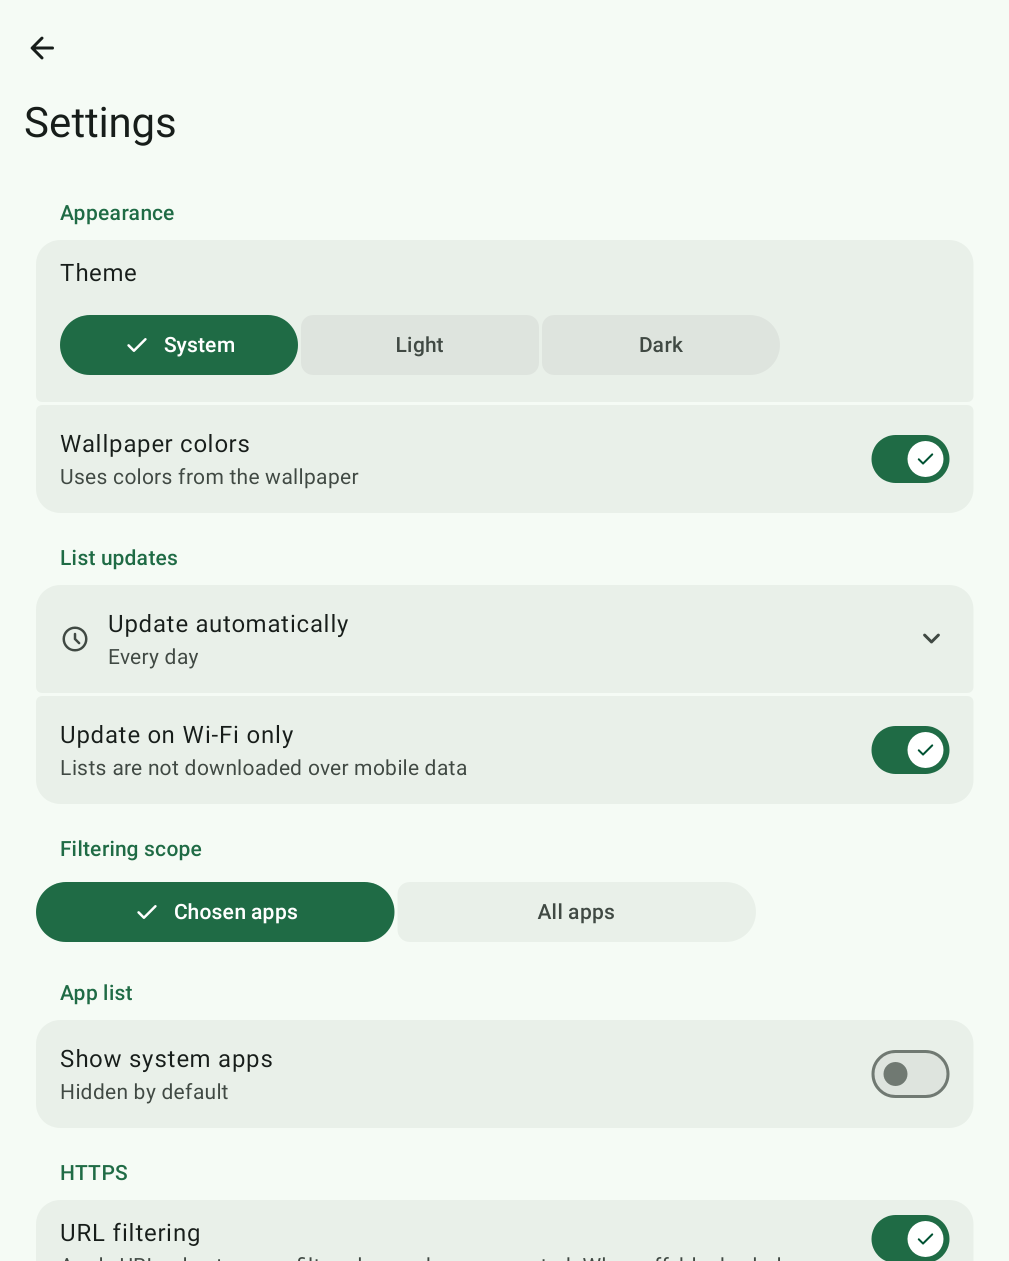 Settings
Appearance
Theme
System
Light
Dark
Wallpaper colors
Uses colors from the wallpaper
List updates
Update automatically
Every day
Update on Wi-Fi only
Lists are not downloaded over mobile data
Filtering scope
Chosen apps
All apps
App list
Show system apps
Hidden by default
HTTPS
URL filtering